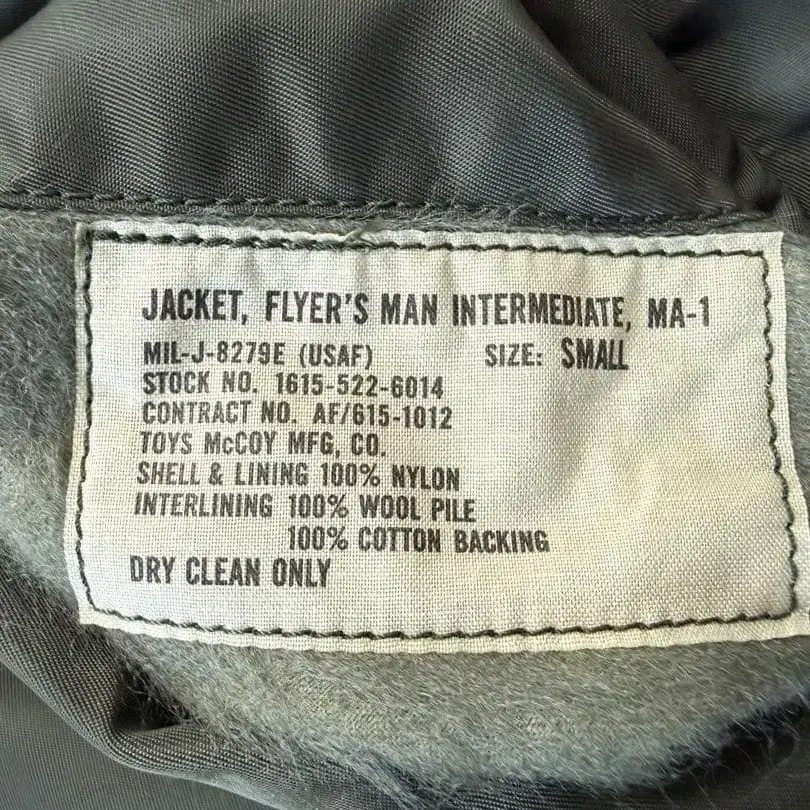 JACKET, FLYER'S MAN INTERMEDIATE, MA-1
MIL-J-8279E (USAF) SIZE: SMALL
STOCK NO. 1615-522-6014
CONTRACT NO. AF/615-1012
TOYS McCOY MFG, CO.
SHELL & LINING 100% NYLON
INTERLINING 100% WOOL PILE
100% COTTON BACKING
DRY CLEAN ONLY